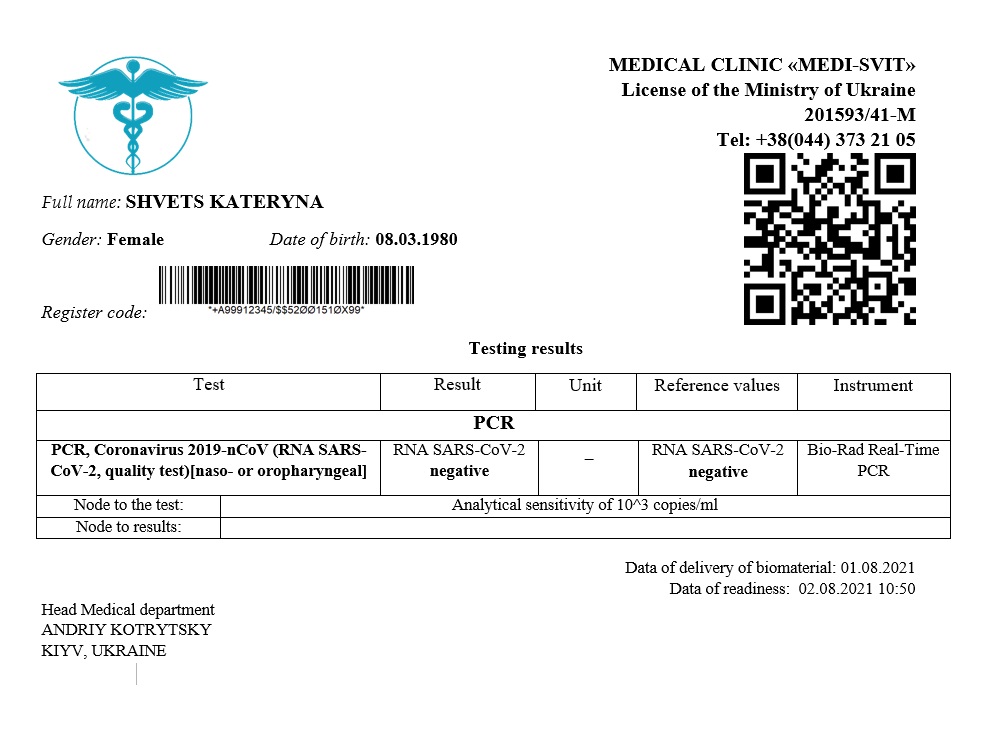 MEDICAL CLINIC «MEDI-SVIT»
License of the Ministry of Ukraine
201593/41-M
Tel: +38(044) 373 21 05
Full name: SHVETS KATERYNA
Gender: Female Date of birth: 08.03.1980
Register code:
*+A99912345/$$52ØØ151ØX99*
Testing results
Test Result Unit Reference values Instrument
PCR
PCR, Coronavirus 2019-nCoV (RNA SARS- RNA SARS-CoV-2 – RNA SARS-CoV-2 Bio-Rad Real-Time
CoV-2, quality test)[naso- or oropharyngeal] negative negative PCR
Node to the test: Analytical sensitivity of 10^3 copies/ml
Node to results:
Data of delivery of biomaterial: 01.08.2021
Data of readiness: 02.08.2021 10:50
Head Medical department
ANDRIY KOTRYTSKY
KIYV, UKRAINE